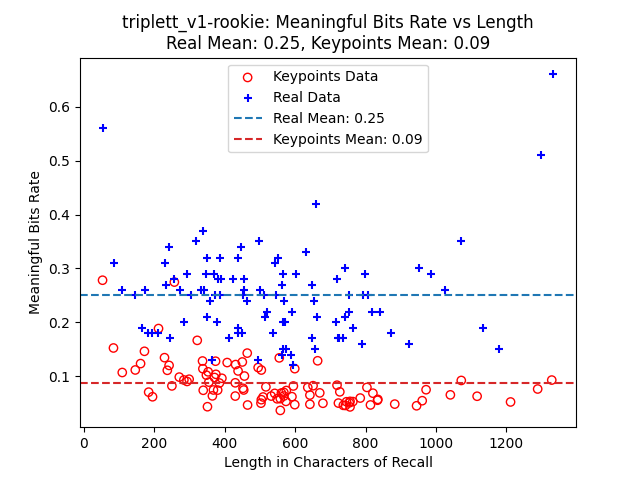 triplett_v1-rookie: Meaningful Bits Rate vs Length
Real Mean: 0.25, Keypoints Mean: 0.09
Keypoints Data
Real Data
Real Mean: 0.25
Keypoints Mean: 0.09
Meaningful Bits Rate
0.6
0.5
0.4
0.3
0.2
0.1
0 200 400 600 800 1000 1200
Length in Characters of Recall